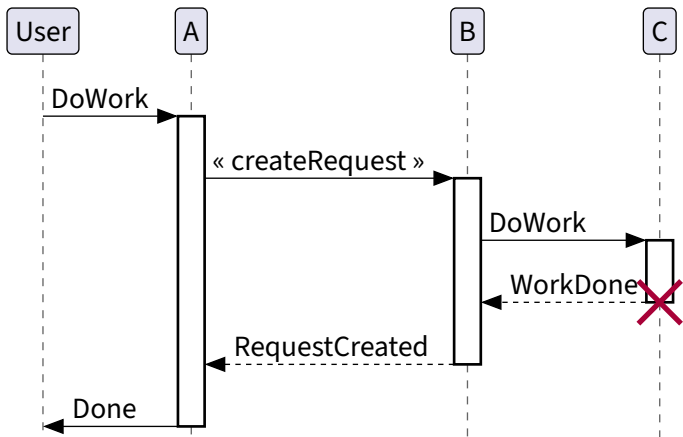 User
A
B
C
DoWork
« createRequest »
DoWork
WorkDone
RequestCreated
Done